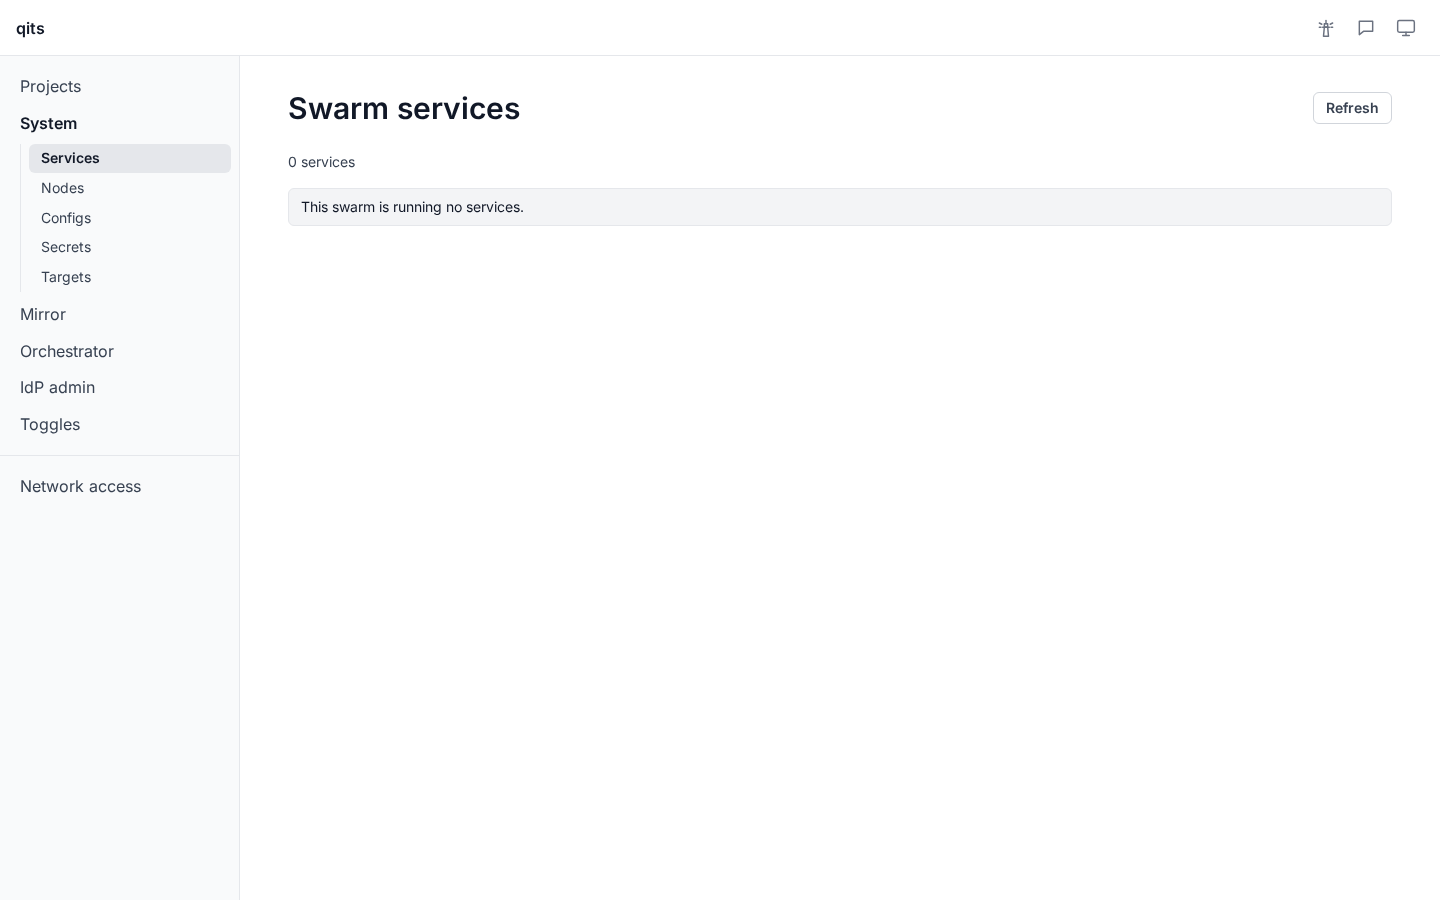 qits
Projects
System
Services
Nodes
Configs
Secrets
Targets
Mirror
Orchestrator
IdP admin
Toggles
Network access
Swarm services
Refresh
0 services
This swarm is running no services.